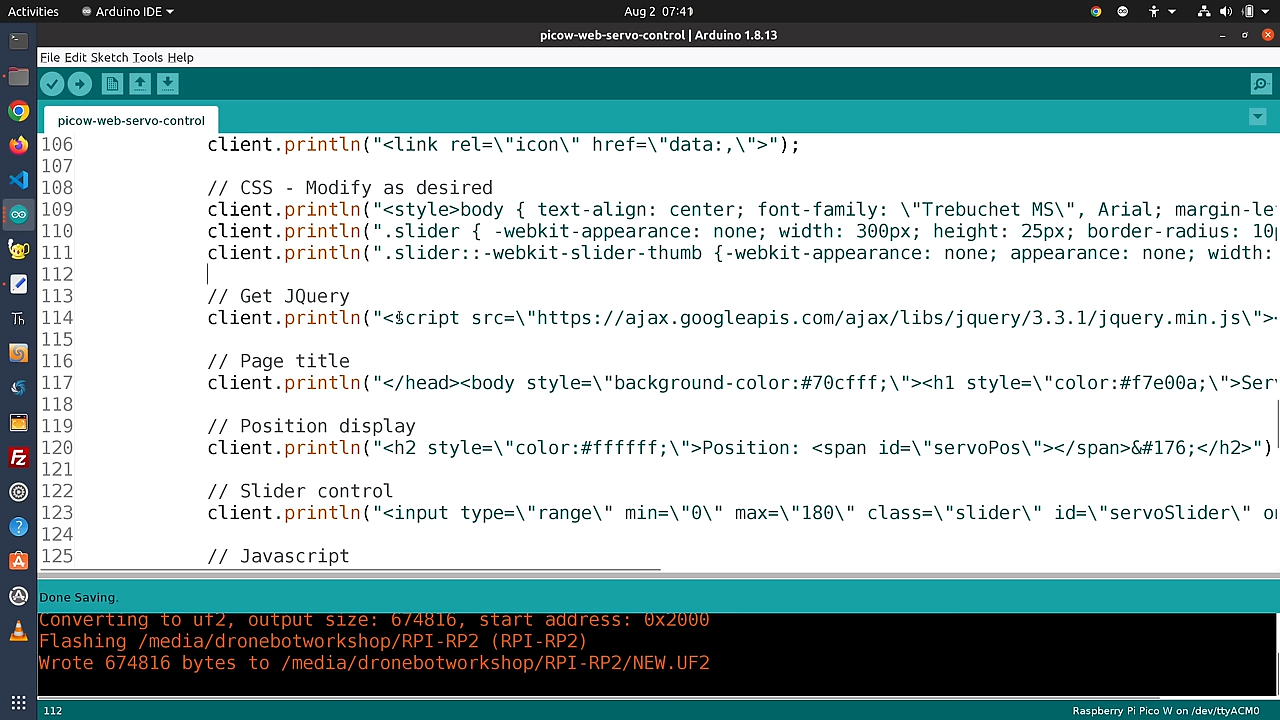 Activities Arduino IDE Aug 2 07:41
picow-web-servo-control | Arduino 1.8.13
File Edit Sketch Tools Help
picow-web-servo-control
106 client.println("<link rel=\"icon\" href=\"data:,\">");
107
108 // CSS - Modify as desired
109 client.println("<style>body { text-align: center; font-family: \"Trebuchet MS\", Arial; margin-le
110 client.println(".slider { -webkit-appearance: none; width: 300px; height: 25px; border-radius: 10p
111 client.println(".slider::-webkit-slider-thumb {-webkit-appearance: none; appearance: none; width:
112
113 // Get JQuery
114 client.println("<script src=\"https://ajax.googleapis.com/ajax/libs/jquery/3.3.1/jquery.min.js\"><
115
116 // Page title
117 client.println("</head><body style=\"background-color:#70cfff;\"><h1 style=\"color:#f7e00a;\">Ser
118
119 // Position display
120 client.println("<h2 style=\"color:#ffffff;\">Position: <span id=\"servoPos\"></span>&#176;</h2>")
121
122 // Slider control
123 client.println("<input type=\"range\" min=\"0\" max=\"180\" class=\"slider\" id=\"servoSlider\" on
124
125 // Javascript
Done Saving.
Converting to uf2, output size: 674816, start address: 0x2000
Flashing /media/dronebotworkshop/RPI-RP2 (RPI-RP2)
Wrote 674816 bytes to /media/dronebotworkshop/RPI-RP2/NEW.UF2
112 Raspberry Pi Pico W on /dev/ttyACM0